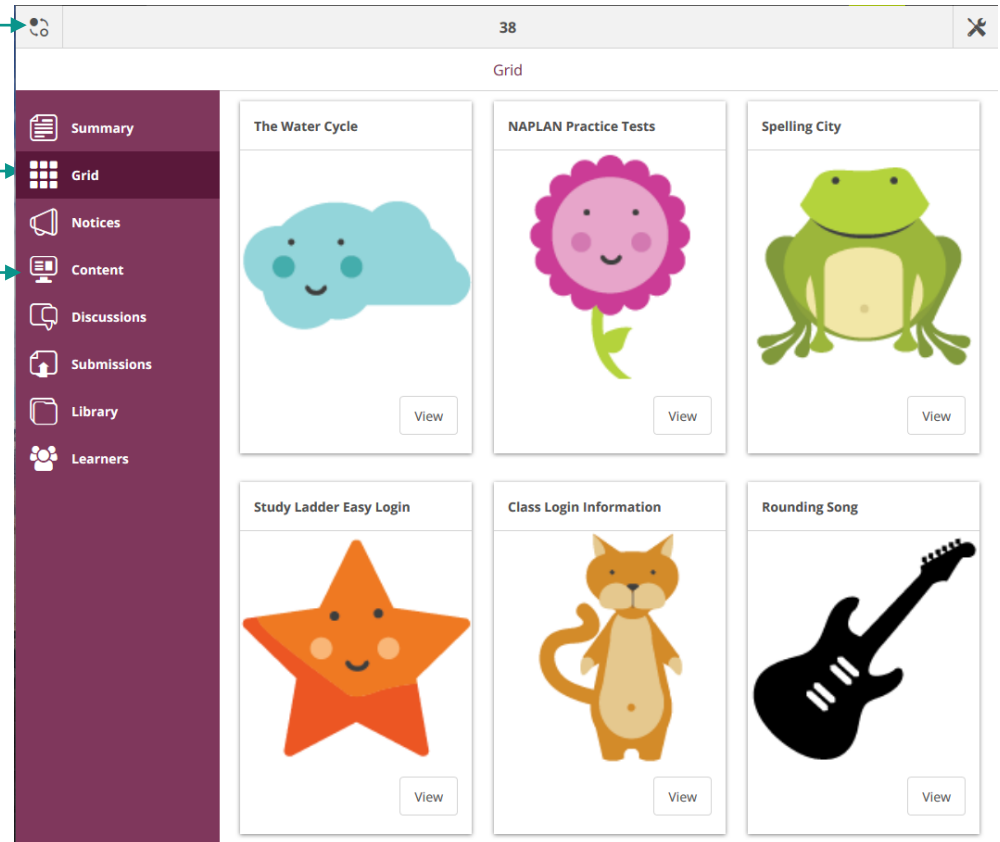 38
Grid
Summary
Grid
Notices
Content
Discussions
Submissions
Library
Learners
The Water Cycle
NAPLAN Practice Tests
Spelling City
View
View
View
Study Ladder Easy Login
Class Login Information
Rounding Song
View
View
View